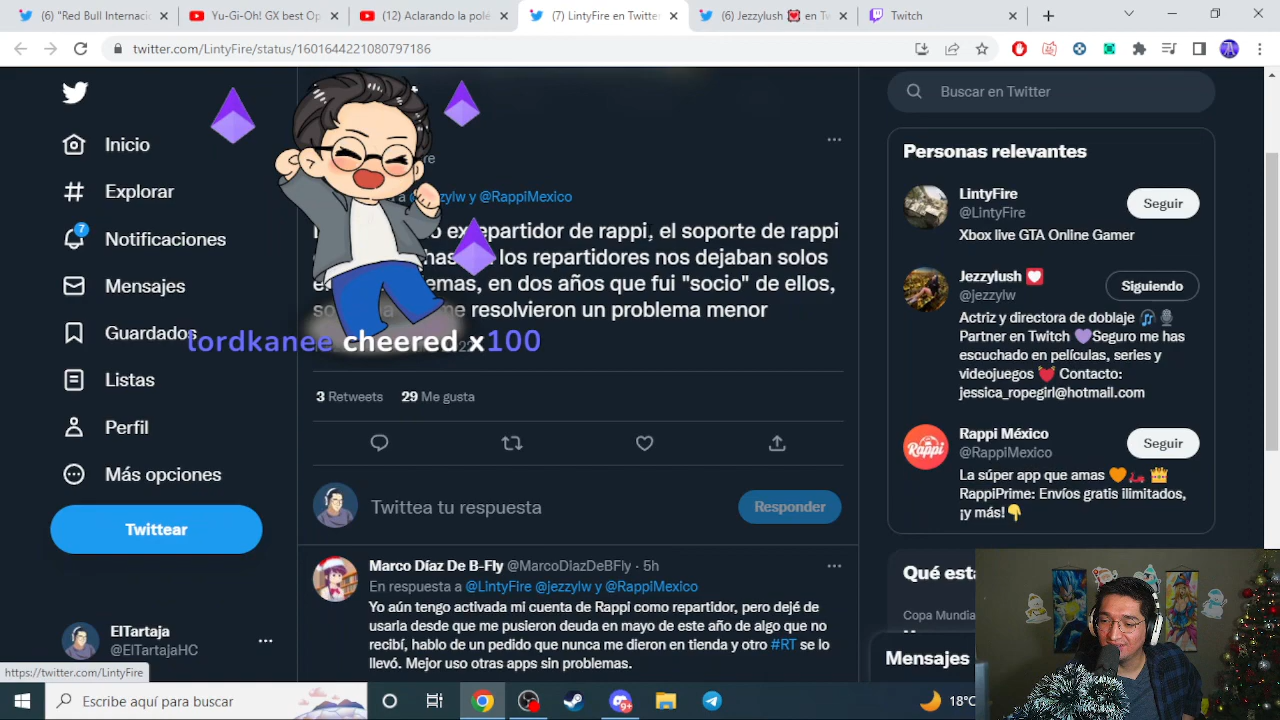 (6) "Red Bull Internaci
Yu-Gi-Oh! GX best Op
(12) Aclarando la polé
(7) LintyFire en Twitter
(6) Jezzylush en Tw
Twitch
twitter.com/LintyFire/status/1601644221080797186
Inicio
Explorar
7
Notificaciones
Mensajes
Guardados
Listas
Perfil
Más opciones
Twittear
ElTartaja
@ElTartajaHC
https://twitter.com/LintyFire
y @RappiMexico
repartidor de rappi, el soporte de rappi
los repartidores nos dejaban solos
en dos años que fui "socio" de ellos,
resolvieron un problema menor
tordkanee cheered x100
3 Retweets 29 Me gusta
Twittea tu respuesta
Responder
Marco Díaz De B-Fly @MarcoDIazDeBFly · 5h
En respuesta a @LintyFire @jezzylw y @RappiMexico
Yo aún tengo activada mi cuenta de Rappi como repartidor, pero dejé de
usarla desde que me pusieron deuda en mayo de este año de algo que no
recibí, hablo de un pedido que nunca me dieron en tienda y otro #RT se lo
llevó. Mejor uso otras apps sin problemas.
Buscar en Twitter
Personas relevantes
LintyFire
@LintyFire
Seguir
Xbox live GTA Online Gamer
Jezzylush
@jezzylw
Siguiendo
Actriz y directora de doblaje
Partner en Twitch Seguro me has
escuchado en películas, series y
videojuegos Contacto:
jessica_ropegirl@hotmail.com
Rappi México
@RappiMexico
Seguir
Rappi
La súper app que amas
RappiPrime: Envíos gratis ilimitados,
¡y más!
Qué esta
Copa Mundia
Mensajes
Escribe aquí para buscar
9+
18°C